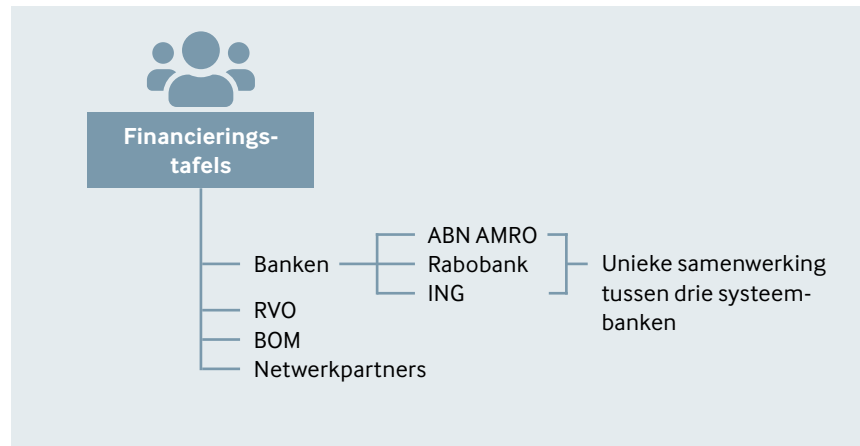 Financierings-
tafels
Banken
ABN AMRO
Rabobank
ING
Unieke samenwerking
tussen drie systeem-
banken
RVO
BOM
Netwerkpartners